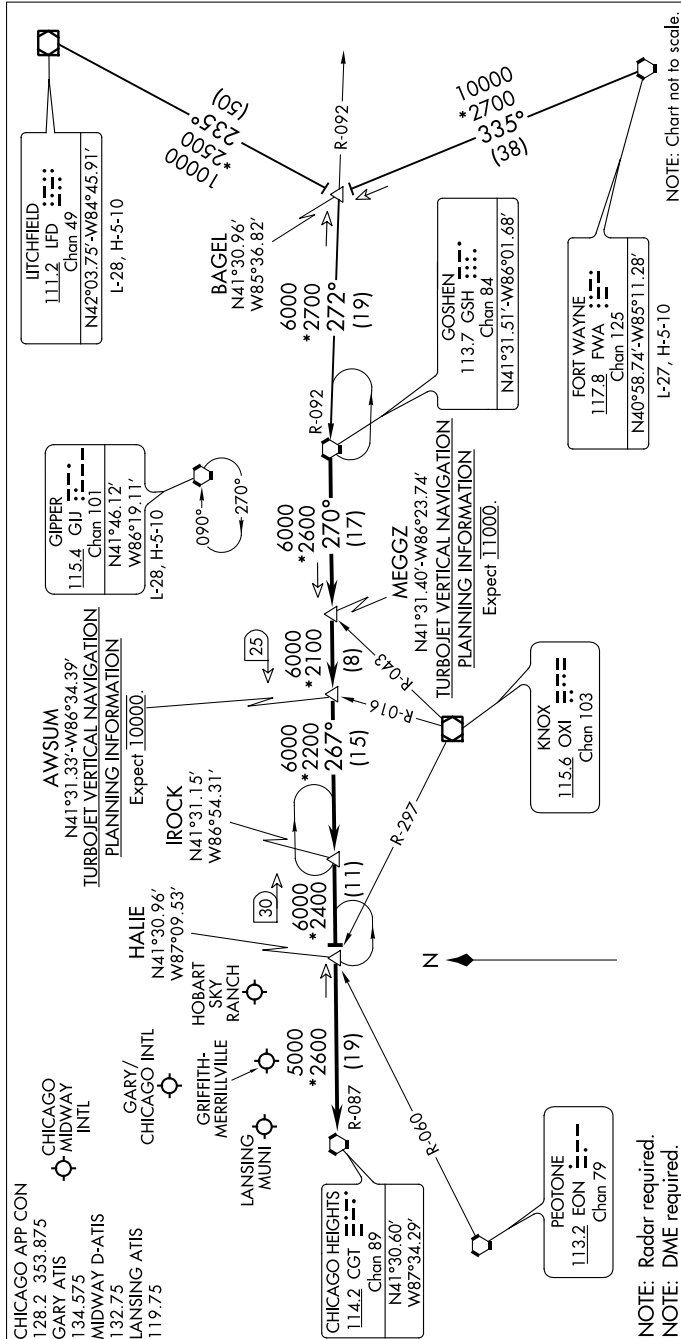 CHICAGO APP CON
128.2 353.875
GARY ATIS
134.575
MIDWAY D-ATIS
132.75
LANSING ATIS
119.75
CHICAGO
MIDWAY
INTL
GARY/
CHICAGO INTL
LANSING
MUNI
GRIFFITH-
MERRILLVILLE
HOBART
SKY
RANCH
CHICAGO HEIGHTS
114.2 CGT
Chan 89
N41°30.60'
W87°34.29'
R-087
5000
*2600
(19)
HALIE
N41°30.96'
W87°09.53'
30
6000
*2400
(11)
IROCK
N41°31.15'
W86°54.31'
6000
*2200
267°
(15)
AWSUM
N41°31.33'-W86°34.39'
TURBOJET VERTICAL NAVIGATION
PLANNING INFORMATION
Expect 10000.
25
6000
*2100
(8)
MEGGZ
N41°31.40'-W86°23.74'
TURBOJET VERTICAL NAVIGATION
PLANNING INFORMATION
Expect 11000.
6000
*2600
270°
(17)
GIPPER
115.4 GIJ
Chan 101
N41°46.12'
W86°19.11'
L-28, H-5-10
090°
270°
GOSHEN
113.7 GSH
Chan 84
N41°31.51'-W86°01.68'
R-092
6000
*2700
272°
(19)
BAGEL
N41°30.96'
W85°36.82'
R-092
LITCHFIELD
111.2 LFD
Chan 49
N42°03.75'-W84°45.91'
L-28, H-5-10
10000
*2500
235°
(50)
10000
*2700
335°
(38)
FORT WAYNE
117.8 FWA
Chan 125
N40°58.74'-W85°11.28'
L-27, H-5-10
KNOX
115.6 OXI
Chan 103
R-043
R-016
R-297
PEOTONE
113.2 EON
Chan 79
R-060
N
NOTE: Radar required.
NOTE: DME required.
NOTE: Chart not to scale.